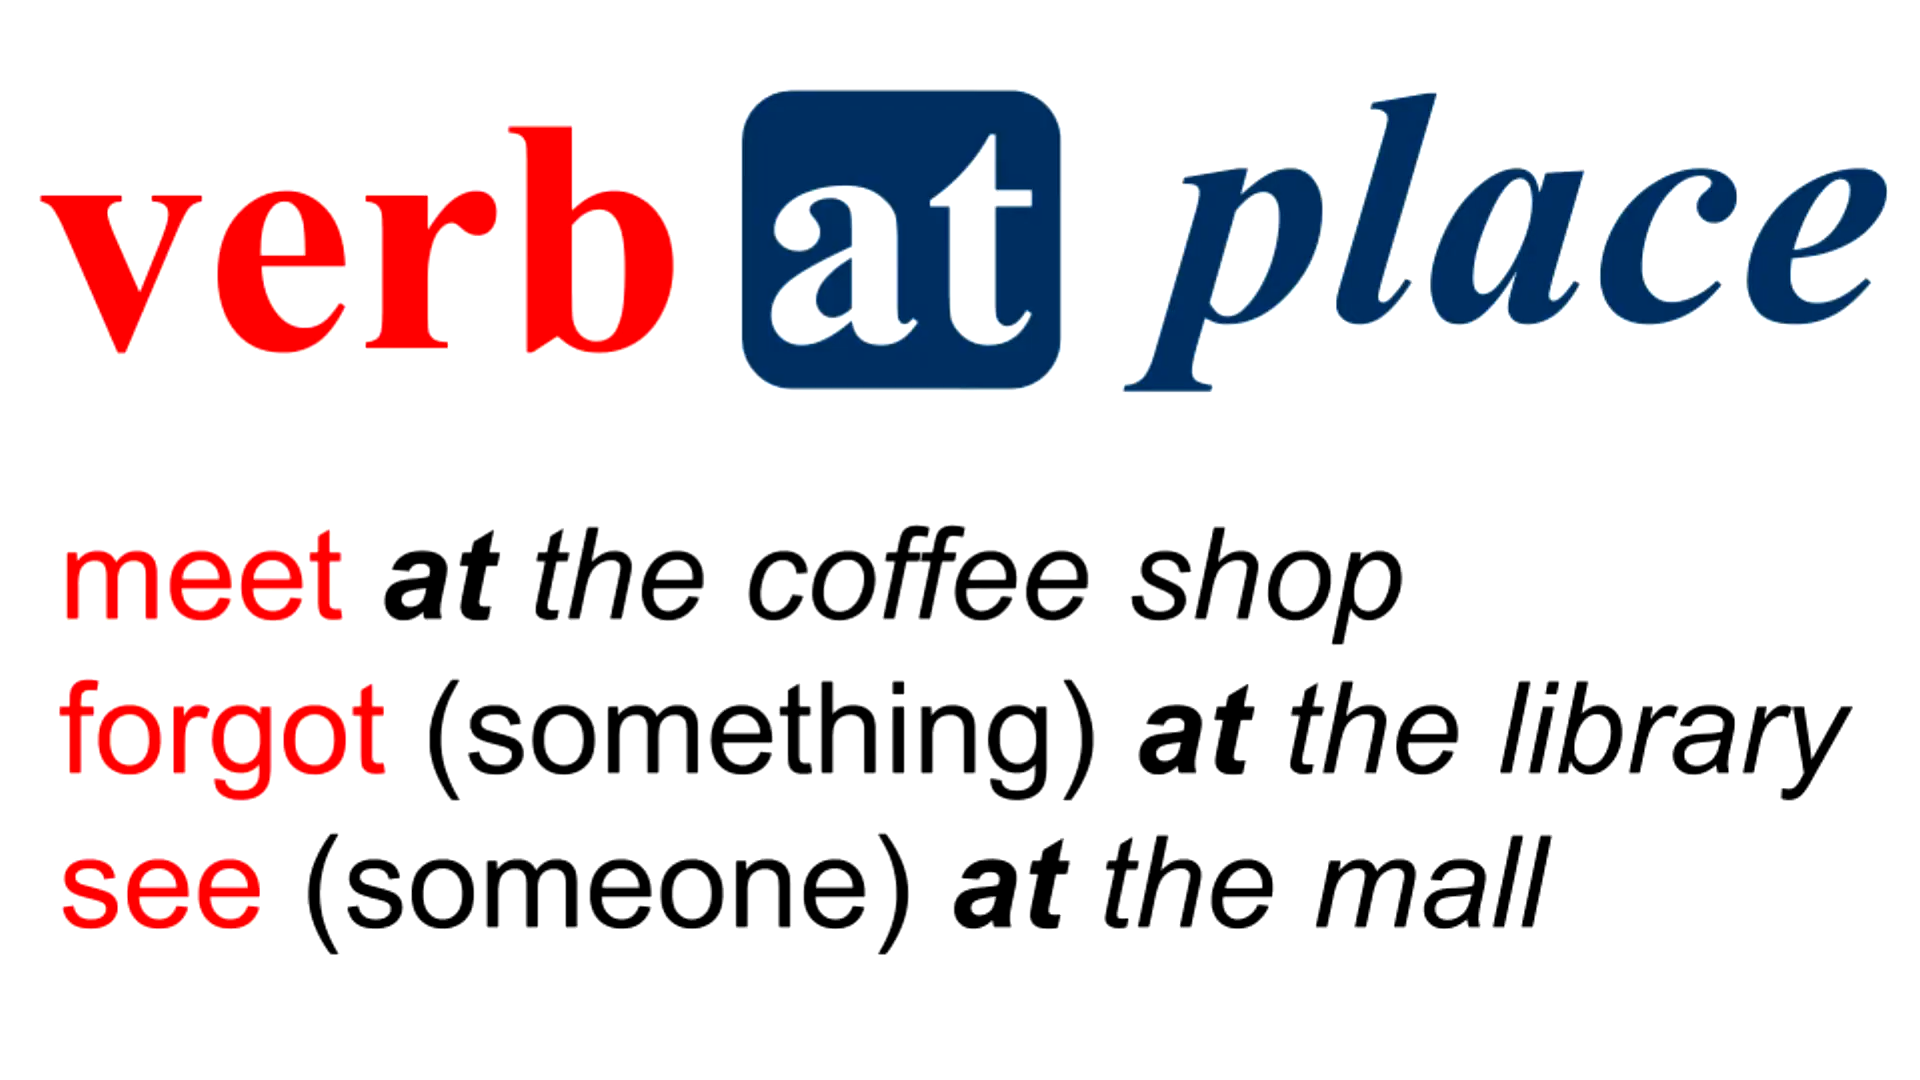 verb at place
meet at the coffee shop
forgot (something) at the library
see (someone) at the mall